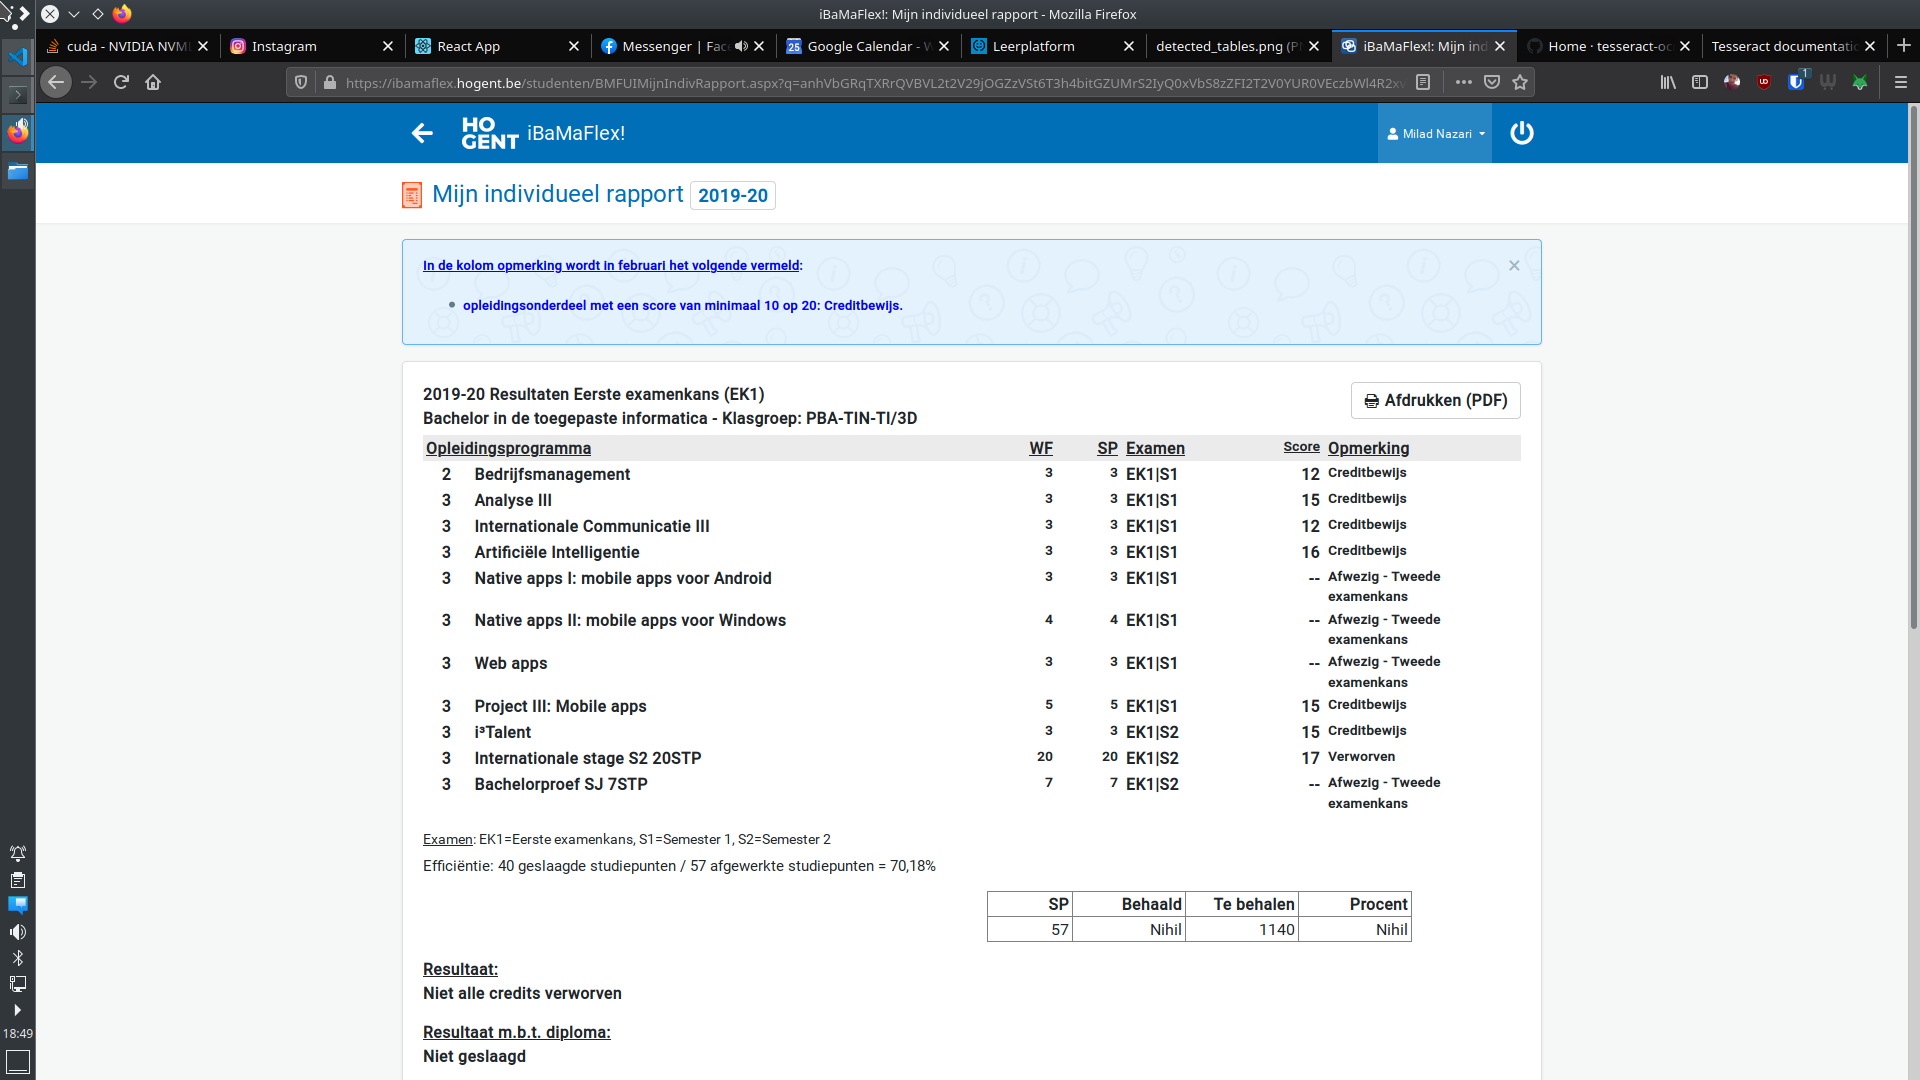 iBaMaFlex!: Mijn individueel rapport - Mozilla Firefox
cuda - NVIDIA NVM
Instagram
React App
Messenger | Fac
Google Calendar - W
Leerplatform
detected_tables.png (P
iBaMaFlex!: Mijn ind
Home · tesseract-oc
Tesseract documentatio
https://ibamaflex.hogent.be/studenten/BMFUIMijnIndivRapport.aspx?q=
HO GENT iBaMaFlex!
Milad Nazari
Mijn individueel rapport 2019-20
In de kolom opmerking wordt in februari het volgende vermeld:
opleidingsonderdeel met een score van minimaal 10 op 20: Creditbewijs.
2019-20 Resultaten Eerste examenkans (EK1)
Afdrukken (PDF)
Bachelor in de toegepaste informatica - Klasgroep: PBA-TIN-TI/3D
Opleidingsprogramma WF SP Examen Score Opmerking
2 Bedrijfsmanagement 3 3 EK1|S1 12 Creditbewijs
3 Analyse III 3 3 EK1|S1 15 Creditbewijs
3 Internationale Communicatie III 3 3 EK1|S1 12 Creditbewijs
3 Artificiële Intelligentie 3 3 EK1|S1 16 Creditbewijs
3 Native apps I: mobile apps voor Android 3 3 EK1|S1 -- Afwezig - Tweede
examenkans
3 Native apps II: mobile apps voor Windows 4 4 EK1|S1 -- Afwezig - Tweede
examenkans
3 Web apps 3 3 EK1|S1 -- Afwezig - Tweede
examenkans
3 Project III: Mobile apps 5 5 EK1|S1 15 Creditbewijs
3 i³Talent 3 3 EK1|S2 15 Creditbewijs
3 Internationale stage S2 20STP 20 20 EK1|S2 17 Verworven
3 Bachelorproef SJ 7STP 7 7 EK1|S2 -- Afwezig - Tweede
examenkans
Examen: EK1=Eerste examenkans, S1=Semester 1, S2=Semester 2
Efficiëntie: 40 geslaagde studiepunten / 57 afgewerkte studiepunten = 70,18%
SP Behaald Te behalen Procent
57 Nihil 1140 Nihil
Resultaat:
Niet alle credits verworven
Resultaat m.b.t. diploma:
Niet geslaagd
18:49